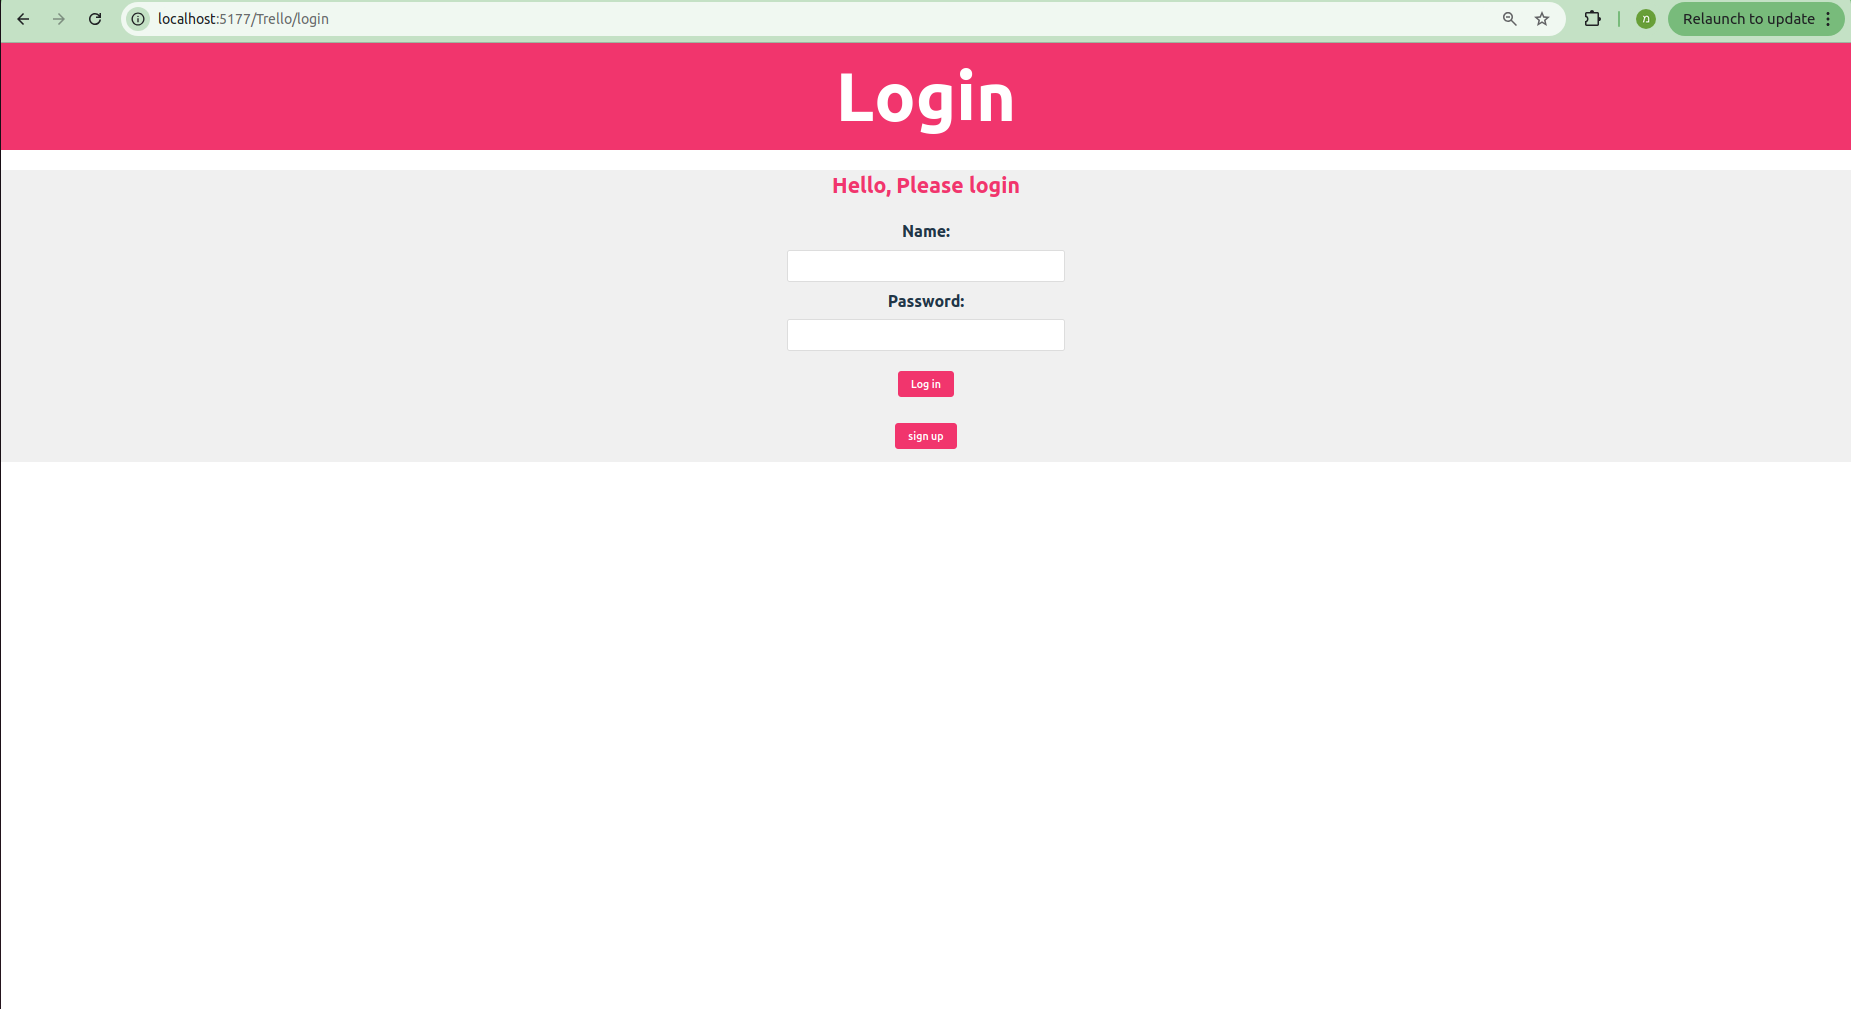 localhost:5177/Trello/login
נ
Relaunch to update
Login
Hello, Please login
Name:
Password:
Log in
sign up